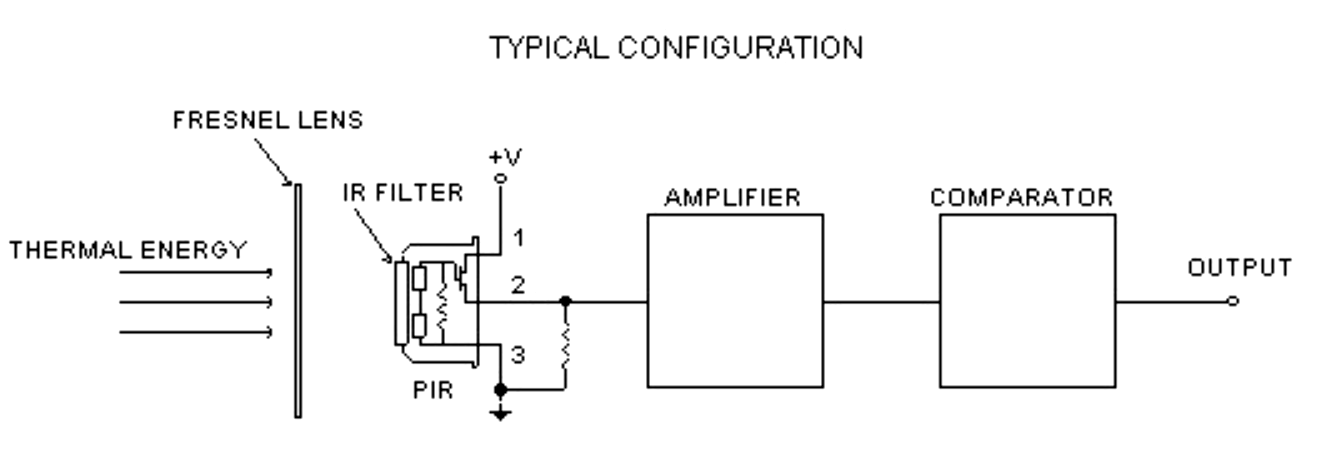 TYPICAL CONFIGURATION
FRESNEL LENS
+V
IR FILTER
AMPLIFIER
COMPARATOR
THERMAL ENERGY
1
OUTPUT
2
3
PIR